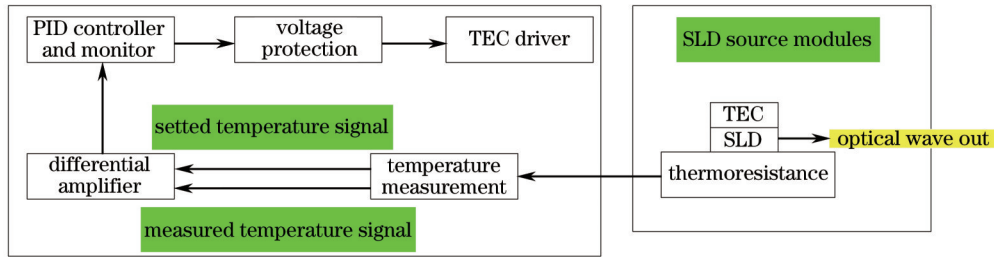 PID controller
and monitor
voltage
protection
TEC driver
SLD source modules
setted temperature signal
TEC
SLD
optical wave out
differential
amplifier
temperature
measurement
thermoresistance
measured temperature signal